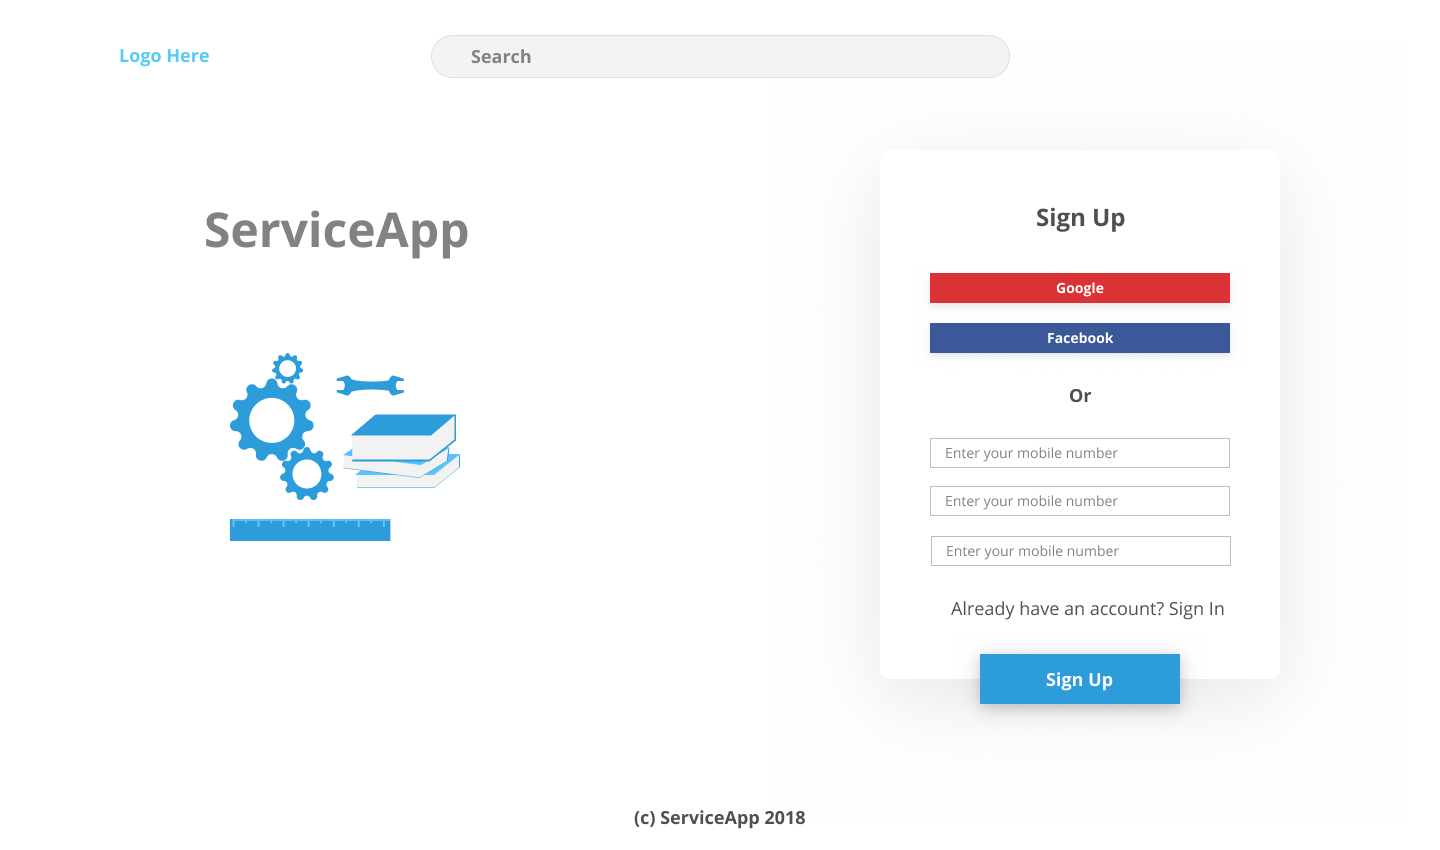 Logo Here
Search
ServiceApp
Sign Up
Google
Facebook
Or
Enter your mobile number
Enter your mobile number
Enter your mobile number
Already have an account? Sign In
Sign Up
(c) ServiceApp 2018